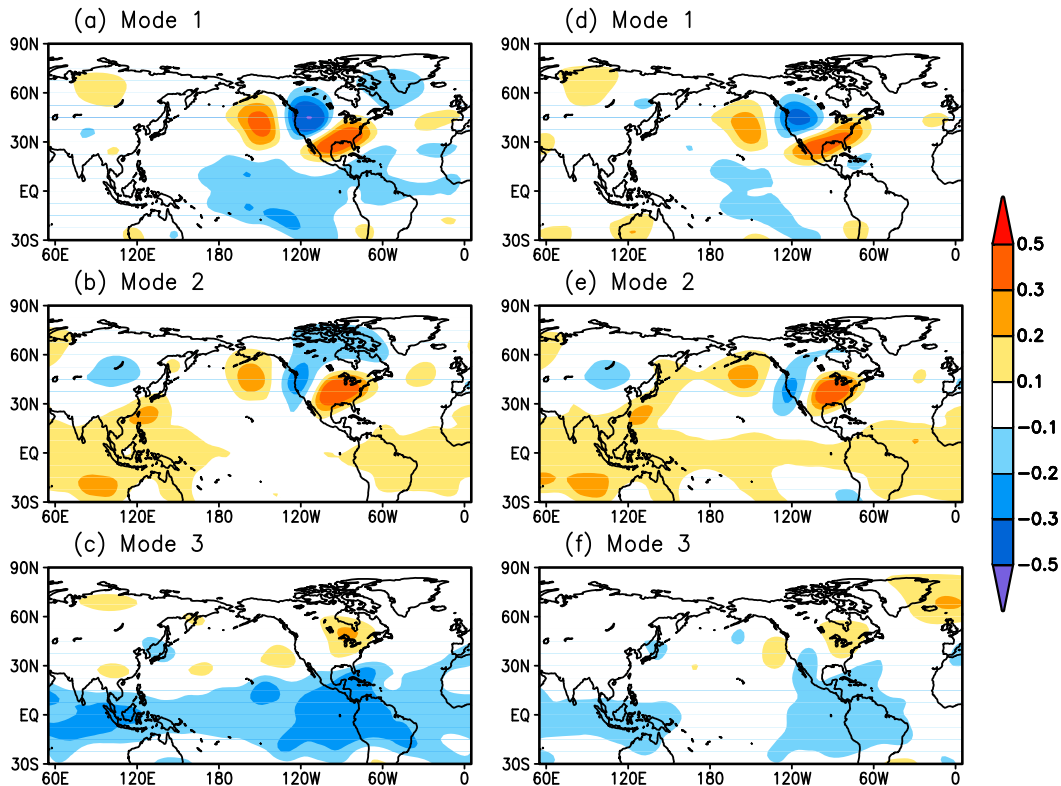 (a) Mode 1
90N
60N
30N
EQ
30S
60E 120E 180 120W 60W 0
(d) Mode 1
90N
60N
30N
EQ
30S
60E 120E 180 120W 60W 0
(b) Mode 2
90N
60N
30N
EQ
30S
60E 120E 180 120W 60W 0
(e) Mode 2
90N
60N
30N
EQ
30S
60E 120E 180 120W 60W 0
(c) Mode 3
90N
60N
30N
EQ
30S
60E 120E 180 120W 60W 0
(f) Mode 3
90N
60N
30N
EQ
30S
60E 120E 180 120W 60W 0
0.5
0.3
0.2
0.1
-0.1
-0.2
-0.3
-0.5